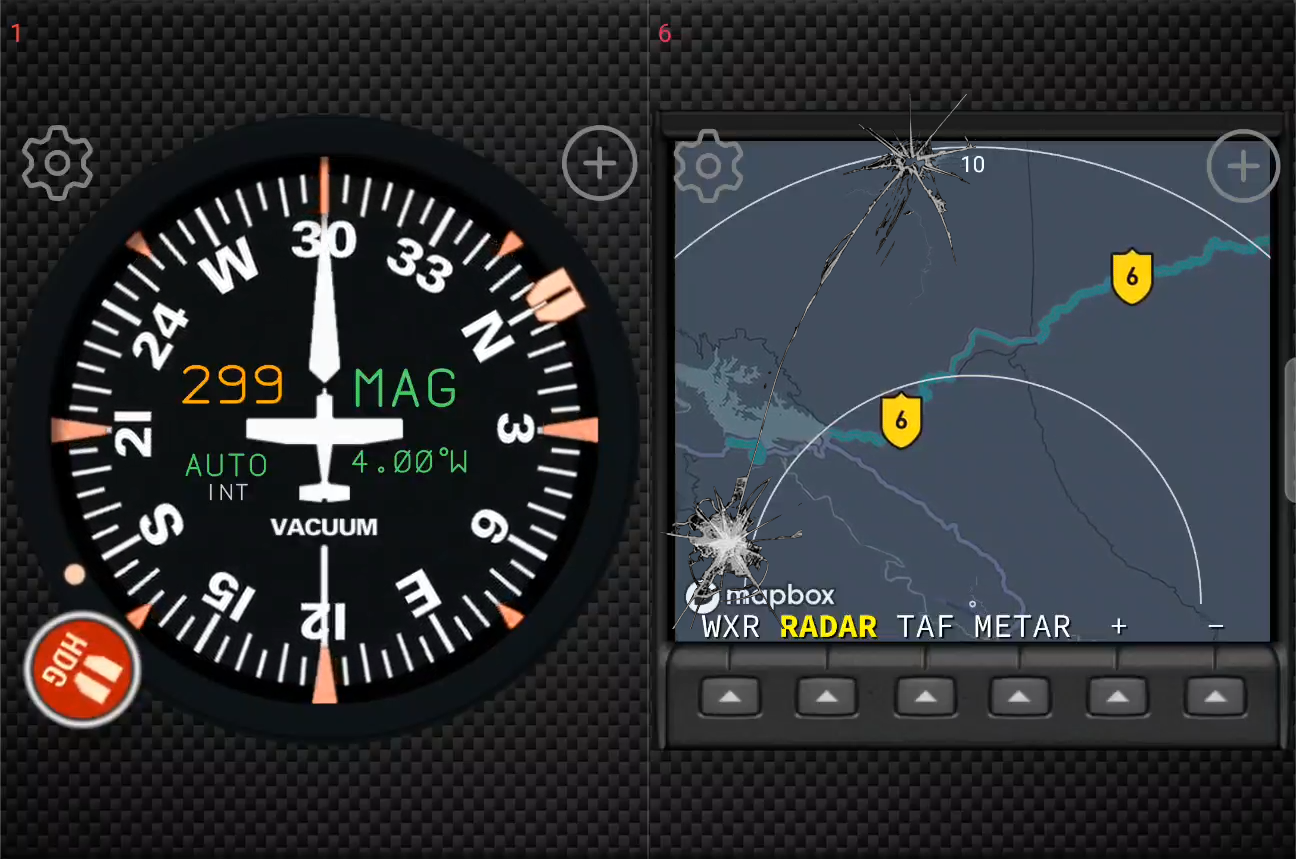 1
6
10
30
33
N
3
6
E
12
15
S
21
24
W
299 MAG
AUTO 4.00°W
INT
VACUUM
HDG
6
6
mapbox
WXR RADAR TAF METAR + −